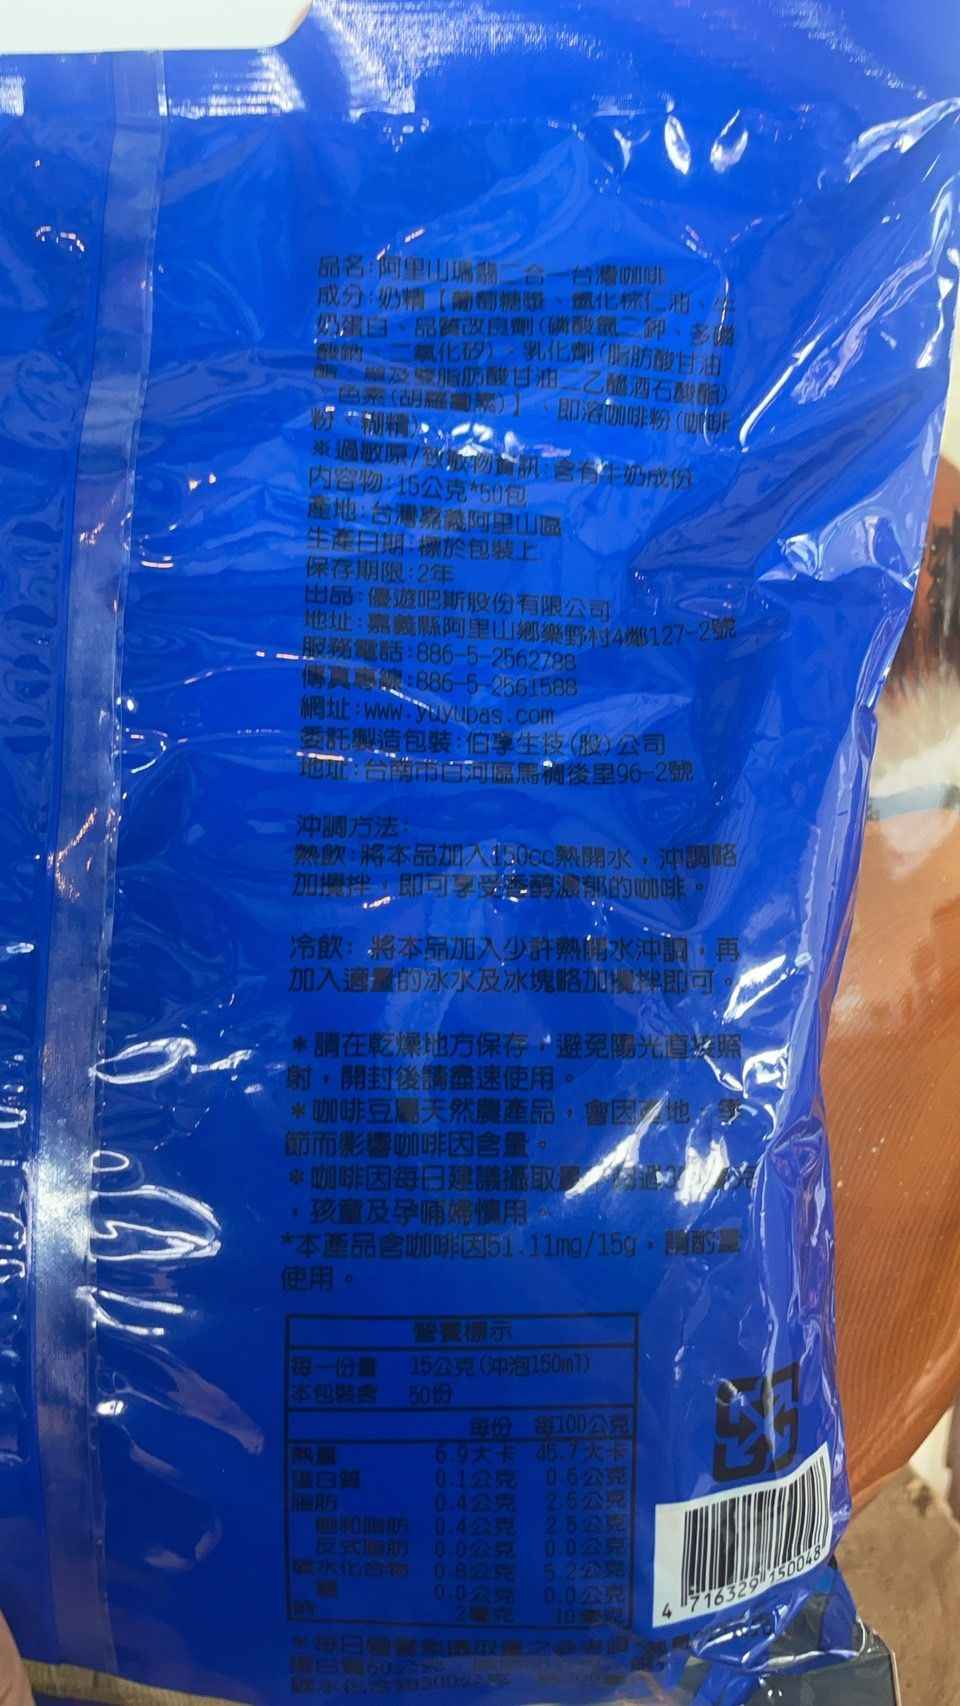 品名:阿里山瑪翡二合一台灣咖啡
成分:奶精【葡萄糖漿、氫化棕仁油、牛
奶蛋白、品質改良劑(磷酸氫二鉀、多磷
酸鈉、二氧化矽)、乳化劑(脂肪酸甘油
酯、單及雙脂肪酸甘油二乙醯酒石酸酯)
、色素(胡蘿蔔素)】、即溶咖啡粉(咖啡
粉、糊精)
※過敏原/致敏物資訊:含有牛奶成份
內容物:15公克*50包
產地:台灣嘉義阿里山區
生產日期:標於包裝上
保存期限:2年
出品:優遊吧斯股份有限公司
地址:嘉義縣阿里山鄉樂野村4鄰127-2號
服務電話:886-5-2562788
傳真專線:886-5-2561588
網址:www.yuyupas.com
委託製造包裝:伯享生技(股)公司
地址:台南市白河區馬稠後里96-2號
沖調方法:
熱飲:將本品加入150cc熱開水,沖調略
加攪拌,即可享受香醇濃郁的咖啡。
冷飲: 將本品加入少許熱開水沖調,再
加入適量的冰水及冰塊略加攪拌即可。
*請在乾燥地方保存,避免陽光直接照
射,開封後請盡速使用。
*咖啡豆屬天然農產品,會因產地、季
節而影響咖啡因含量。
*咖啡因每日建議攝取量
,孩童及孕哺婦慎用。
*本產品含咖啡因51.11mg/15g,請酌量
使用。
營養標示
每一份量 15公克(沖泡150ml)
本包裝含 50份
每份 每100公克
熱量 6.9大卡 45.7大卡
蛋白質 0.1公克 0.6公克
脂肪 0.4公克 2.5公克
飽和脂肪 0.4公克 2.5公克
反式脂肪 0.0公克 0.0公克
碳水化合物 0.8公克 5.2公克
糖 0.0公克 0.0公克
鈉 2毫克 10毫克
4 716329 150048